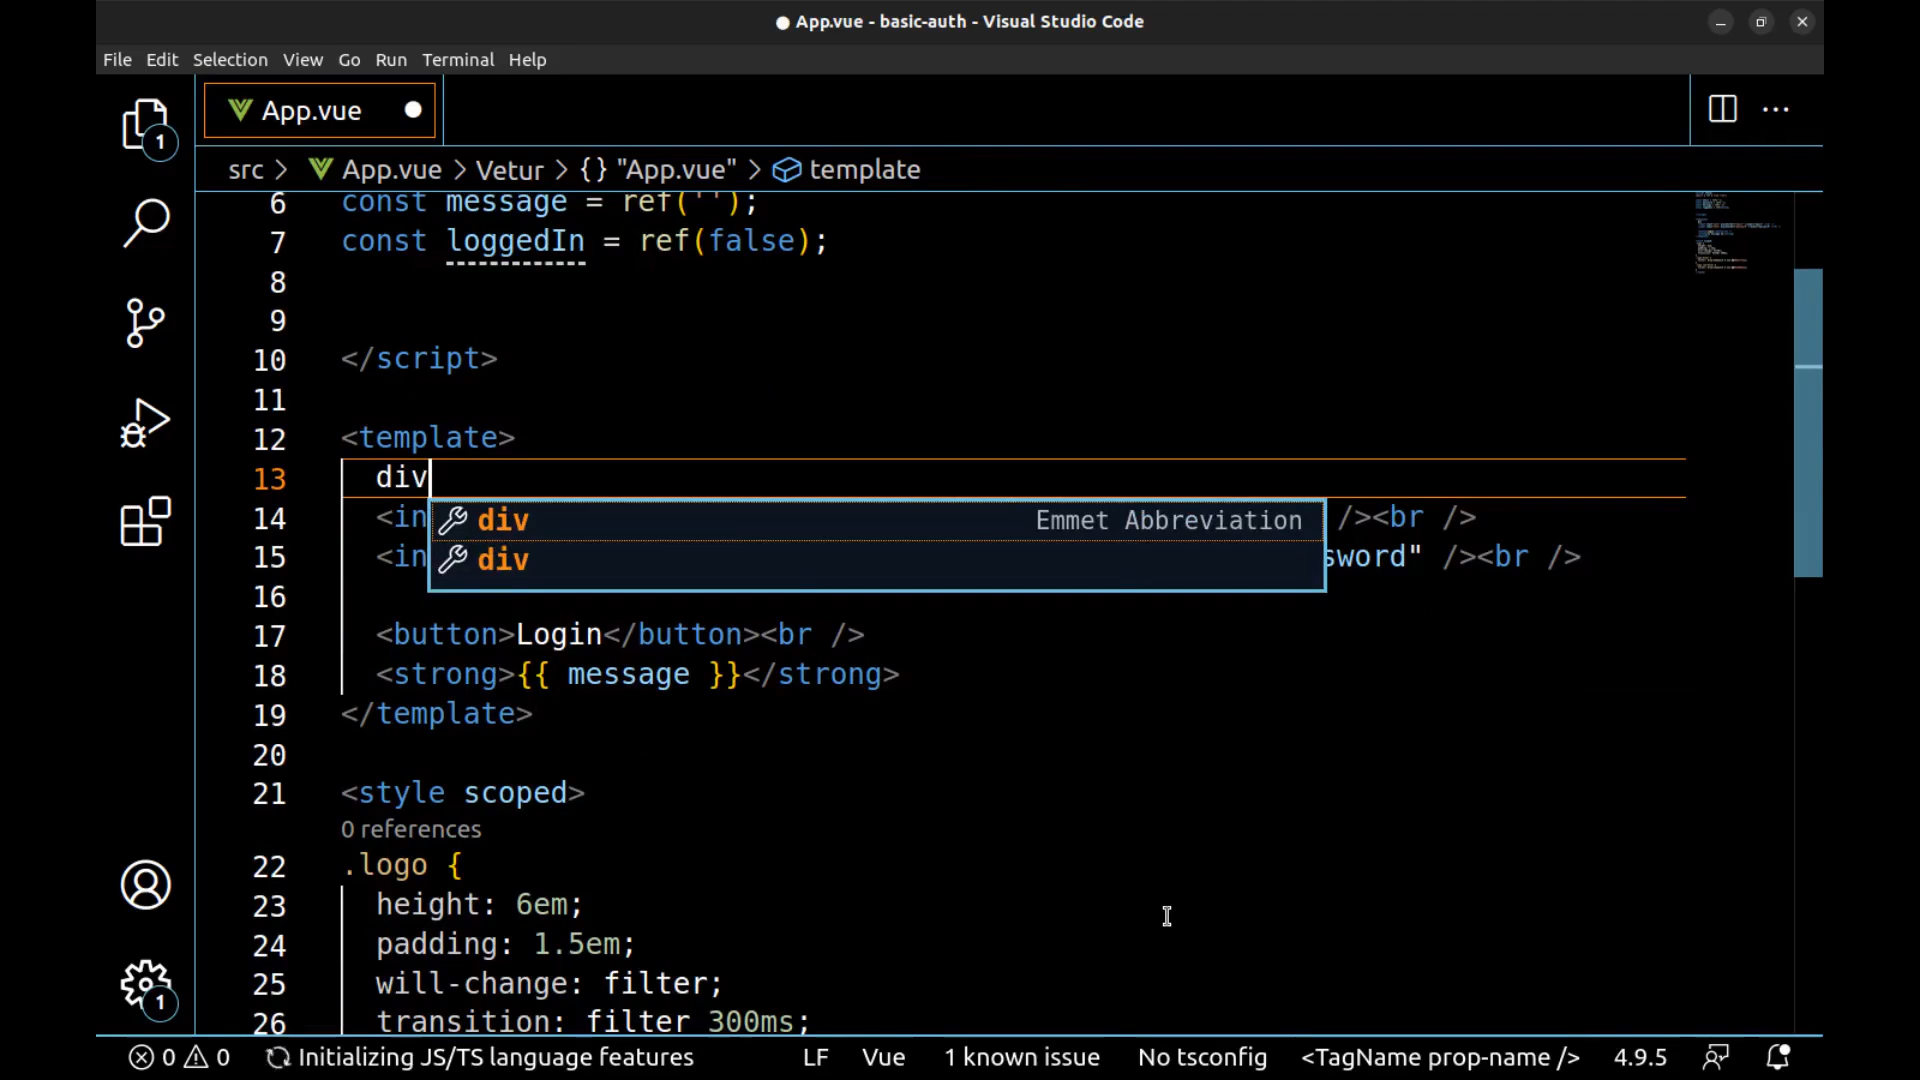 App.vue - basic-auth - Visual Studio Code
File Edit Selection View Go Run Terminal Help
App.vue
src > App.vue > Vetur > {} "App.vue" > template
6 const message = ref('');
7 const loggedIn = ref(false);
8
9
10 </script>
11
12 <template>
13 div
14 <in /><br />
div Emmet Abbreviation
15 <in sword" /><br />
div
16
17 <button>Login</button><br />
18 <strong>{{ message }}</strong>
19 </template>
20
21 <style scoped>
0 references
22 .logo {
23 height: 6em;
24 padding: 1.5em;
25 will-change: filter;
26 transition: filter 300ms;
1
1
0 0 Initializing JS/TS language features LF Vue 1 known issue No tsconfig <TagName prop-name /> 4.9.5